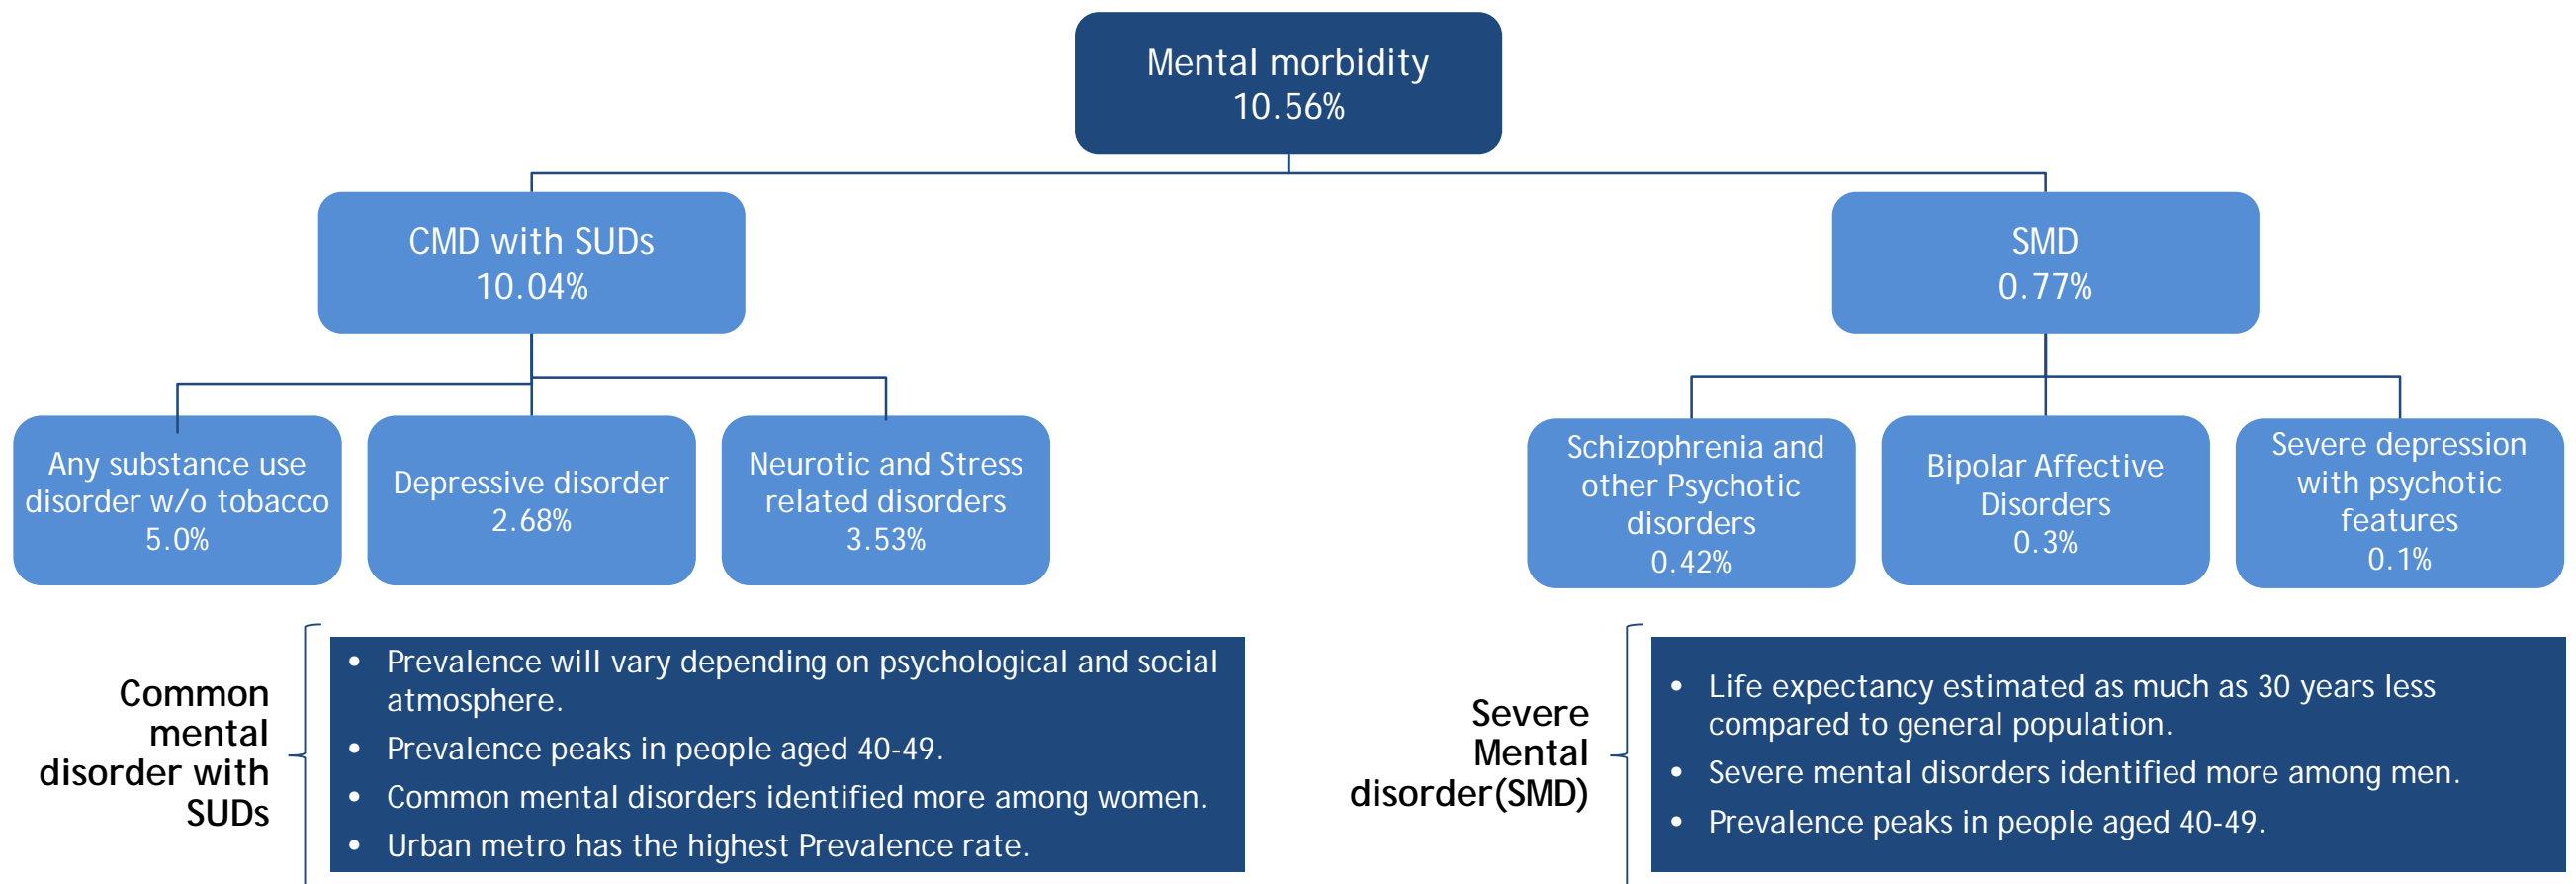 Mental morbidity
10.56%
CMD with SUDs
10.04%
SMD
0.77%
Any substance use
disorder w/o tobacco
5.0%
Depressive disorder
2.68%
Neurotic and Stress
related disorders
3.53%
Schizophrenia and
other Psychotic
disorders
0.42%
Bipolar Affective
Disorders
0.3%
Severe depression
with psychotic
features
0.1%
Common
mental
disorder with
SUDs
• Prevalence will vary depending on psychological and social
atmosphere.
• Prevalence peaks in people aged 40-49.
• Common mental disorders identified more among women.
• Urban metro has the highest Prevalence rate.
Severe
Mental
disorder(SMD)
• Life expectancy estimated as much as 30 years less
compared to general population.
• Severe mental disorders identified more among men.
• Prevalence peaks in people aged 40-49.